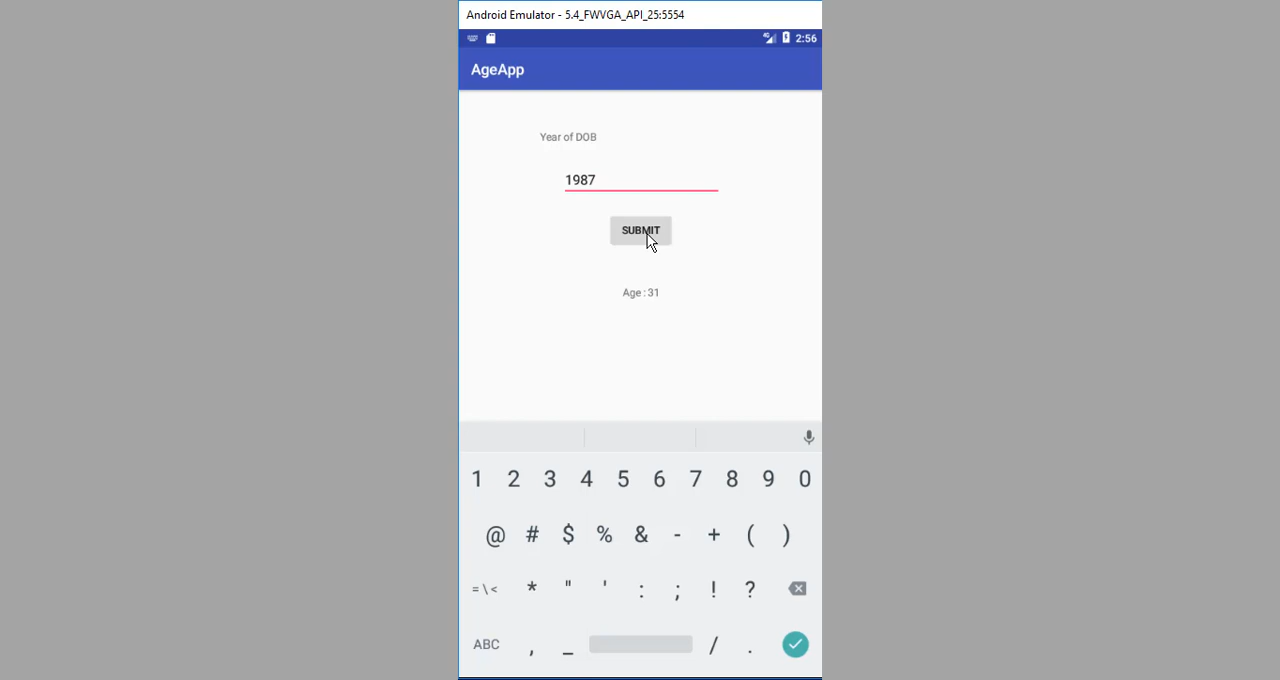 Android Emulator - 5.4_FWVGA_API_25:5554
4G 2:56
AgeApp
Year of DOB
1987
SUBMIT
Age : 31
1 2 3 4 5 6 7 8 9 0
@ # $ % & - + ( )
= \ < * " ' : ; ! ?
ABC , _ / .